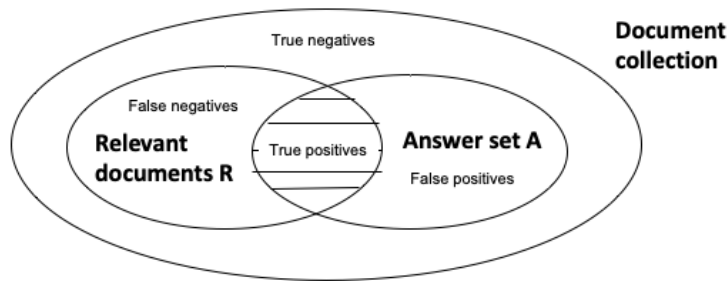 True negatives
Document
collection
False negatives
Relevant
documents R
True positives
Answer set A
False positives